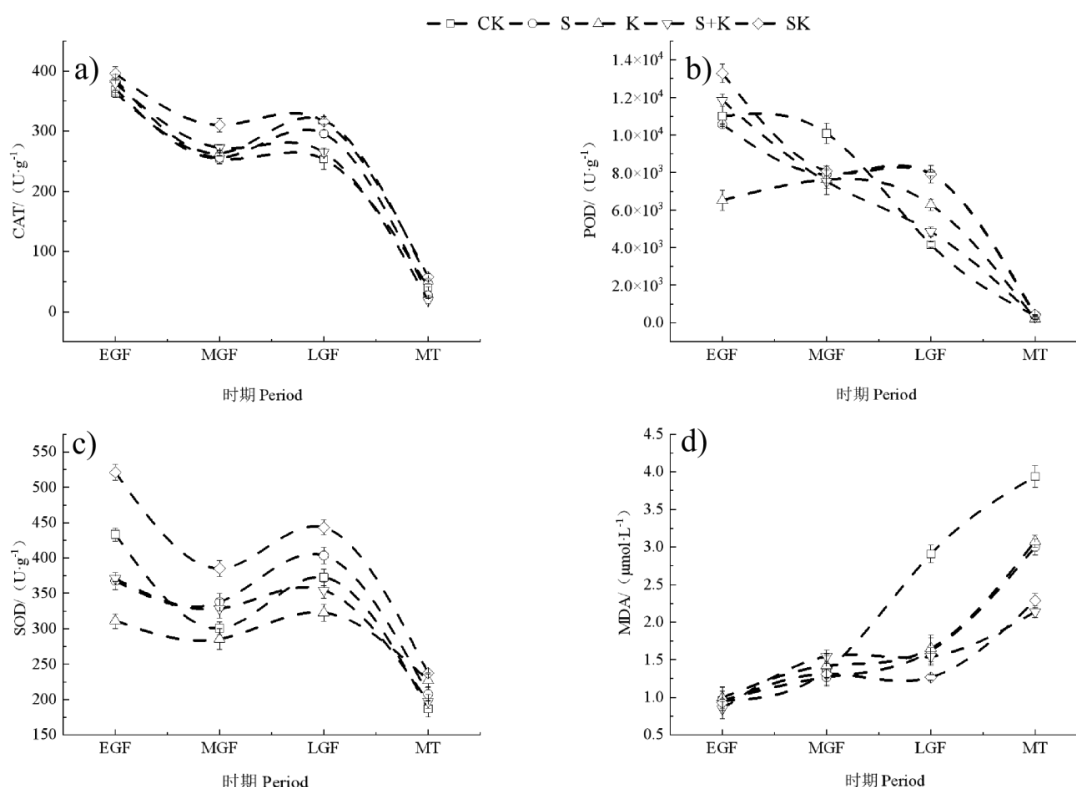 CK S K S+K SK
a)
CAT/（U·g-1）
400
300
200
100
0
EGF MGF LGF MT
时期 Period
b)
POD/（U·g-1）
1.4×10⁴
1.2×10⁴
1.0×10⁴
8.0×10³
6.0×10³
4.0×10³
2.0×10³
0.0
EGF MGF LGF MT
时期 Period
c)
SOD/（U·g-1）
550
500
450
400
350
300
250
200
150
EGF MGF LGF MT
时期 Period
d)
MDA/（μmol·L-1）
4.5
4.0
3.5
3.0
2.5
2.0
1.5
1.0
0.5
EGF MGF LGF MT
时期 Period